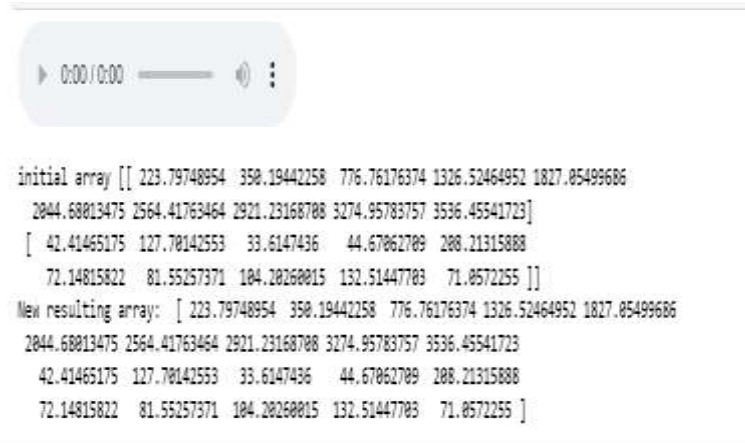 0:00 / 0:00
initial array [[ 223.79748954 350.19442258 776.76176374 1326.52464952 1827.05499686
2044.68013475 2564.41763464 2921.23168708 3274.95783757 3536.45541723]
[ 42.41465175 127.70142553 33.6147436 44.67062709 208.21315888
72.14815822 81.55257371 104.20260015 132.51447703 71.0572255 ]]
New resulting array: [ 223.79748954 350.19442258 776.76176374 1326.52464952 1827.05499686
2044.68013475 2564.41763464 2921.23168708 3274.95783757 3536.45541723
42.41465175 127.70142553 33.6147436 44.67062709 208.21315888
72.14815822 81.55257371 104.20260015 132.51447703 71.0572255 ]